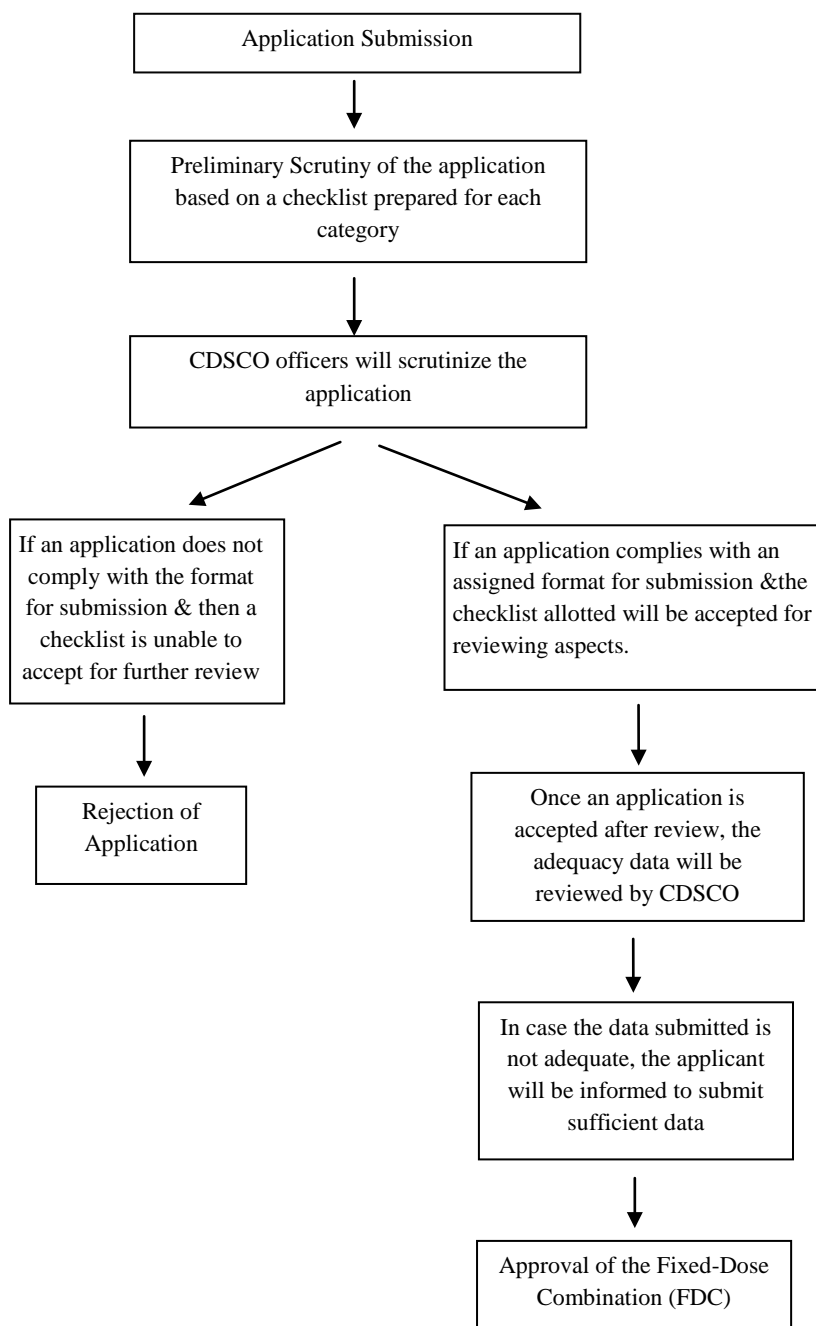 Application Submission
Preliminary Scrutiny of the application
based on a checklist prepared for each
category
CDSCO officers will scrutinize the
application
If an application does not
comply with the format
for submission & then a
checklist is unable to
accept for further review
If an application complies with an
assigned format for submission &the
checklist allotted will be accepted for
reviewing aspects.
Rejection of
Application
Once an application is
accepted after review, the
adequacy data will be
reviewed by CDSCO
In case the data submitted is
not adequate, the applicant
will be informed to submit
sufficient data
Approval of the Fixed-Dose
Combination (FDC)